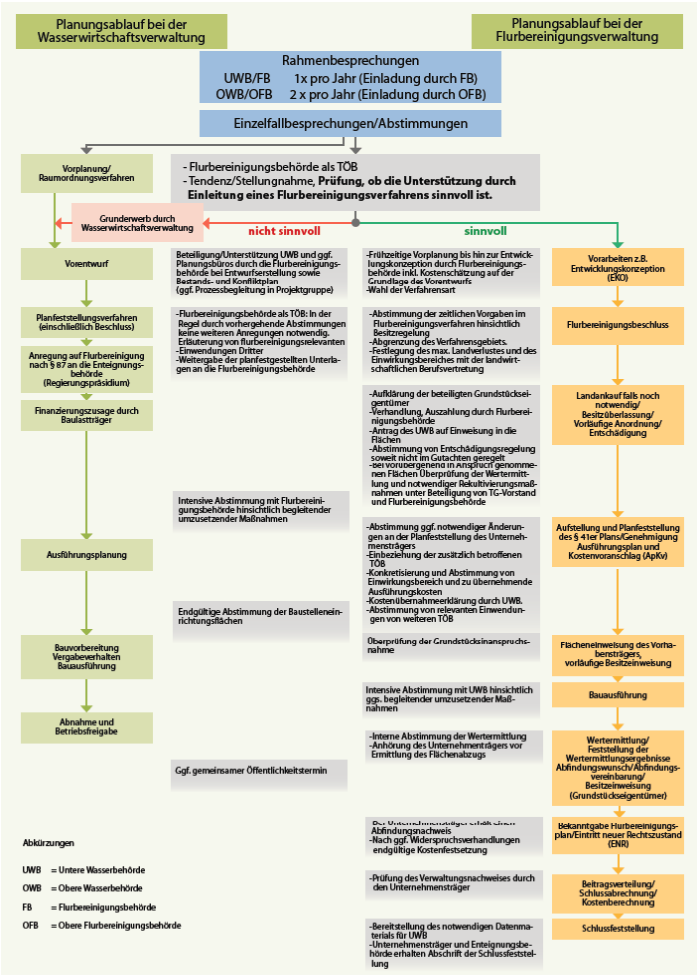 Planungsablauf bei der
Wasserwirtschaftsverwaltung
Planungsablauf bei der
Flurbereinigungsverwaltung
Rahmenbesprechungen
UWB/FB 1x pro Jahr (Einladung durch FB)
OWB/OFB 2 x pro Jahr (Einladung durch OFB)
Einzelfallbesprechungen/Abstimmungen
Vorplanung/
Raumordnungsverfahren
- Flurbereinigungsbehörde als TÖB
- Tendenz/Stellungnahme, Prüfung, ob die Unterstützung durch
Einleitung eines Flurbereinigungsverfahrens sinnvoll ist.
Grunderwerb durch
Wasserwirtschaftsverwaltung
nicht sinnvoll
sinnvoll
Vorentwurf
Beteiligung/Unterstützung UWB und ggf.
Planungsbüros durch die Flurbereinigungs-
behörde bei Entwurfserstellung sowie
Bestands- und Konfliktplan
(ggf. Prozessbegleitung in Projektgruppe)
-Frühzeitige Vorplanung bis hin zur Entwick-
lungskonzeption durch Flurbereinigungs-
behörde inkl. Kostenschätzung auf der
Grundlage des Vorentwurfs
-Wahl der Verfahrensart
Vorarbeiten z.B.
Entwicklungskonzeption
(EKO)
Planfeststellungsverfahren
(einschließlich Beschluss)
-Flurbereinigungsbehörde als TÖB: In der
Regel durch vorhergehende Abstimmungen
keine weiteren Anregungen notwendig.
Erläuterung von flurbereinigungsrelevanten
-Einwendungen Dritter
-Weitergabe der planfestgestellten Unterla-
gen an die Flurbereinigungsbehörde
-Abstimmung der zeitlichen Vorgaben im
Flurbereinigungsverfahren hinsichtlich
Besitzregelung
-Abgrenzung des Verfahrensgebiets.
-Festlegung des max. Landverlustes und des
Einwirkungsbereiches mit der landwirt-
schaftlichen Berufsvertretung
Flurbereinigungsbeschluss
Anregung auf Flurbereinigung
nach § 87 an die Enteignungs-
behörde
(Regierungspräsidium)
Finanzierungszusage durch
Baulastträger
-Aufklärung der beteiligten Grundstücksei-
gentümer
-Verhandlung, Auszahlung durch Flurberei-
nigungsbehörde
-Antrag des UWB auf Einweisung in die
Flächen
-Abstimmung von Entschädigungsregelung
soweit nicht im Gutachten geregelt
-Bei vorübergehend in Anspruch genomme-
nen Flächen Überprüfung der Wertermitt-
lung und notwendiger Rekultivierungsmaß-
nahmen unter Beteiligung von TG-Vorstand
und Flurbereinigungsbehörde
Landankauf falls noch
notwendig/
Besitzüberlassung/
Vorläufige Anordnung/
Entschädigung
Intensive Abstimmung mit Flurbereini-
gungsbehörde hinsichtlich begleitender
umzusetzender Maßnahmen
Ausführungsplanung
-Abstimmung ggf. notwendiger Änderun-
gen an der Planfeststellung des Unterneh-
mensträgers
-Einbeziehung der zusätzlich betroffenen
TÖB
-Konkretisierung und Abstimmung von
Einwirkungsbereich und zu übernehmende
Ausführungskosten
-Kostenübernahmeerklärung durch UWB.
-Abstimmung von relevanten Einwendun-
gen von weiteren TÖB
Aufstellung und Planfeststellung
des § 41er Plans/Genehmigung
Ausführungsplan und
Kostenvoranschlag (ApKv)
Endgültige Abstimmung der Baustellenein-
richtungsflächen
Bauvorbereitung
Vergabeverhalten
Bauausführung
Überprüfung der Grundstücksinanspruchs-
nahme
Flächeneinweisung des Vorha-
bensträgers,
vorläufige Besitzeinweisung
Intensive Abstimmung mit UWB hinsichtlich
ggs. begleitender umzusetzender Maß-
nahmen
Bauausführung
Abnahme und
Betriebsfreigabe
-Interne Abstimmung der Wertermittlung
-Anhörung des Unternehmenträgers vor
Ermittlung des Flächenabzugs
Wertermittlung/
Feststellung der
Wertermittlungsergebnisse
Abfindungswunsch/Abfindungs-
vereinbarung/
Besitzeinweisung
(Grundstückseigentümer)
Ggf. gemeinsamer Öffentlichkeitstermin
Abfindungsnachweis
-Nach ggf. Widerspruchsverhandlungen
endgültige Kostenfestsetzung
Bekanntgabe Flurbereinigungs-
plan/Eintritt neuer Rechtszustand
(ENR)
-Prüfung des Verwaltungsnachweises durch
den Unternehmensträger
Beitragsverteilung/
Schlussabrechnung/
Kostenberechnung
-Bereitstellung des notwendigen Datenma-
terials für UWB
-Unternehmensträger und Enteignungsbe-
hörde erhalten Abschrift der Schlussfeststel-
lung
Schlussfeststellung
Abkürzungen
UWB = Untere Wasserbehörde
OWB = Obere Wasserbehörde
FB = Flurbereinigungsbehörde
OFB = Obere Flurbereinigungsbehörde